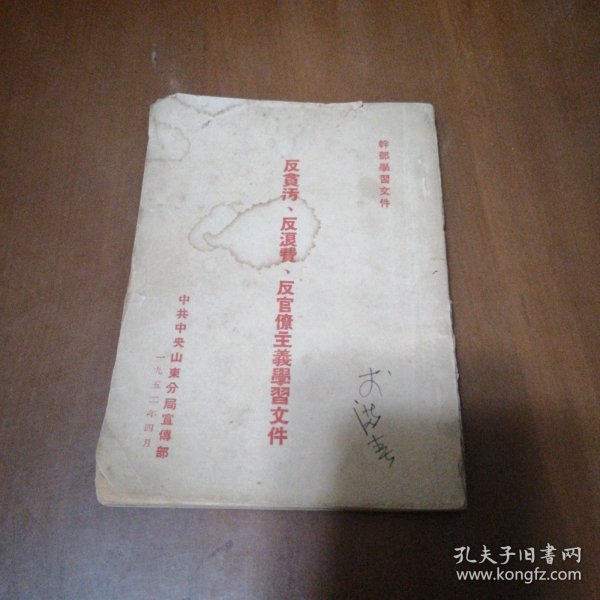 幹部學習文件
反貪污、反浪費、反官僚主義學習文件
中共中央山東分局宣傳部
一九五二年四月
孔夫子旧書网
www.kongfz.com